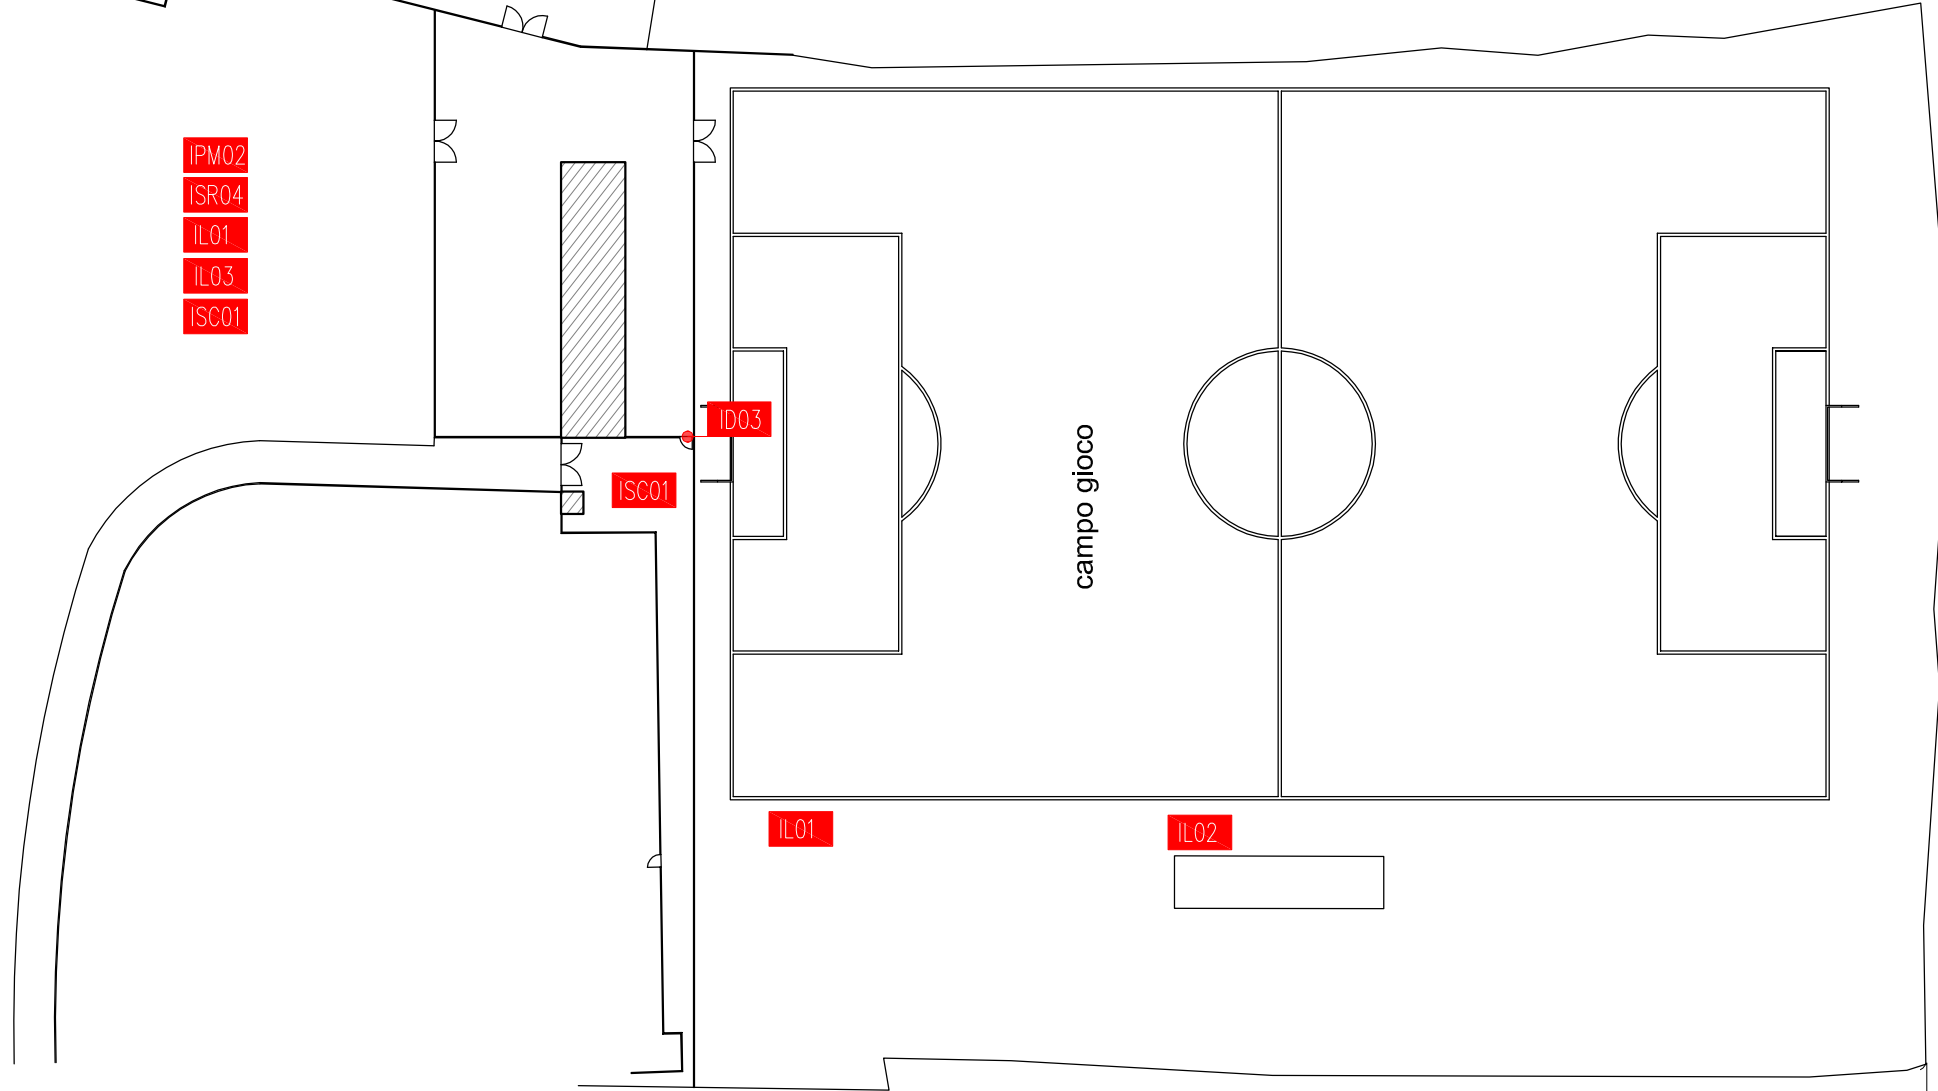 IPM02
ISR04
IL01
IL03
ISC01
ID03
ISC01
campo gioco
IL01
IL02